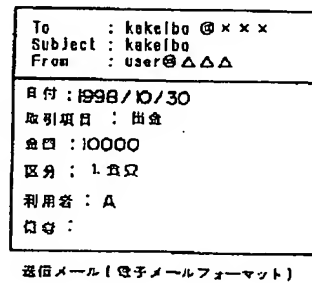 To : kakeibo @×××
Subject : kakeibo
From : user@△△△
日付 : 1998/10/30
取引項目 : 出金
金額 : 10000
区分 : 1. 食費
利用者 : A
備考 :
送信メール(電子メールフォーマット)